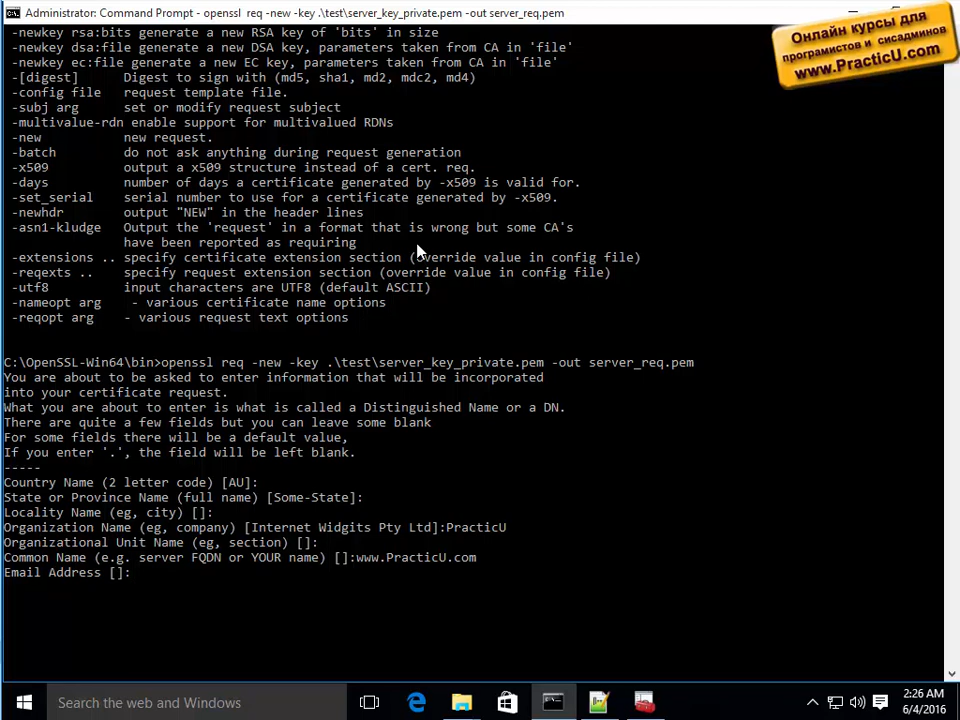 Administrator: Command Prompt - openssl req -new -key .\test\server_key_private.pem -out server_req.pem
Онлайн курсы для
програмистов и сисадминов
www.PracticU.com
-newkey rsa:bits generate a new RSA key of 'bits' in size
-newkey dsa:file generate a new DSA key, parameters taken from CA in 'file'
-newkey ec:file generate a new EC key, parameters taken from CA in 'file'
-[digest] Digest to sign with (md5, sha1, md2, mdc2, md4)
-config file request template file.
-subj arg set or modify request subject
-multivalue-rdn enable support for multivalued RDNs
-new new request.
-batch do not ask anything during request generation
-x509 output a x509 structure instead of a cert. req.
-days number of days a certificate generated by -x509 is valid for.
-set_serial serial number to use for a certificate generated by -x509.
-newhdr output "NEW" in the header lines
-asn1-kludge Output the 'request' in a format that is wrong but some CA's
have been reported as requiring
-extensions .. specify certificate extension section (override value in config file)
-reqexts .. specify request extension section (override value in config file)
-utf8 input characters are UTF8 (default ASCII)
-nameopt arg - various certificate name options
-reqopt arg - various request text options
C:\OpenSSL-Win64\bin>openssl req -new -key .\test\server_key_private.pem -out server_req.pem
You are about to be asked to enter information that will be incorporated
into your certificate request.
What you are about to enter is what is called a Distinguished Name or a DN.
There are quite a few fields but you can leave some blank
For some fields there will be a default value,
If you enter '.', the field will be left blank.
-----
Country Name (2 letter code) [AU]:
State or Province Name (full name) [Some-State]:
Locality Name (eg, city) []:
Organization Name (eg, company) [Internet Widgits Pty Ltd]:PracticU
Organizational Unit Name (eg, section) []:
Common Name (e.g. server FQDN or YOUR name) []:www.PracticU.com
Email Address []:
Search the web and Windows
2:26 AM
6/4/2016